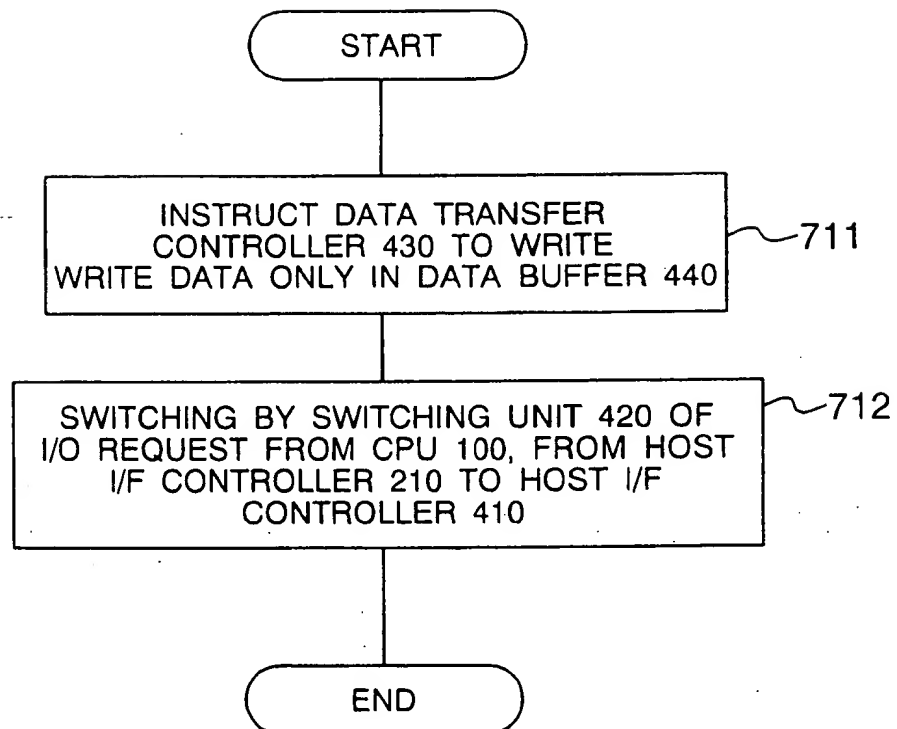 START
INSTRUCT DATA TRANSFER
CONTROLLER 430 TO WRITE
WRITE DATA ONLY IN DATA BUFFER 440
711
SWITCHING BY SWITCHING UNIT 420 OF
I/O REQUEST FROM CPU 100, FROM HOST
I/F CONTROLLER 210 TO HOST I/F
CONTROLLER 410
712
END